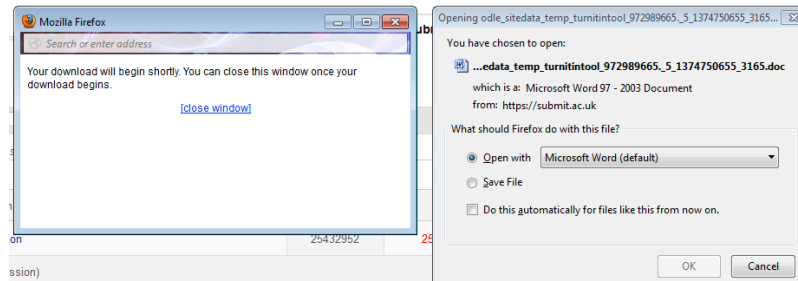 Mozilla Firefox
Search or enter address
Your download will begin shortly. You can close this window once your
download begins.
[close window]
25432952
25
on
ssion)
Opening odle_sitedata_temp_turnitintool_972989665._5_1374750655_3165...
You have chosen to open:
...edata_temp_turnitintool_972989665._5_1374750655_3165.doc
which is a: Microsoft Word 97 - 2003 Document
from: https://submit.ac.uk
What should Firefox do with this file?
Open with
Microsoft Word (default)
Save File
Do this automatically for files like this from now on.
OK
Cancel